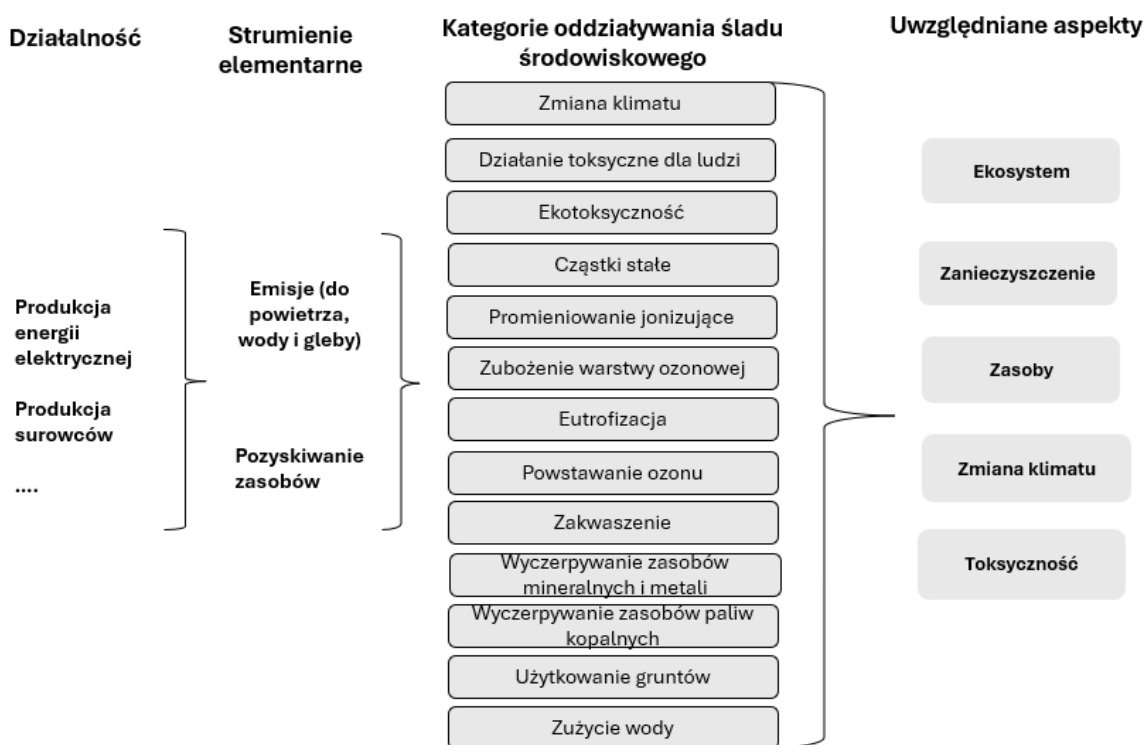 Działalność
Strumienie
elementarne
Kategorie oddziaływania śladu
środowiskowego
Uwzględniane aspekty
Produkcja
energii
elektrycznej
Produkcja
surowców
....
Emisje (do
powietrza,
wody i gleby)
Pozyskiwanie
zasobów
Zmiana klimatu
Działanie toksyczne dla ludzi
Ekotoksyczność
Cząstki stałe
Promieniowanie jonizujące
Zubożenie warstwy ozonowej
Eutrofizacja
Powstawanie ozonu
Zakwaszenie
Wyczerpywanie zasobów
mineralnych i metali
Wyczerpywanie zasobów paliw
kopalnych
Użytkowanie gruntów
Zużycie wody
Ekosystem
Zanieczyszczenie
Zasoby
Zmiana klimatu
Toksyczność